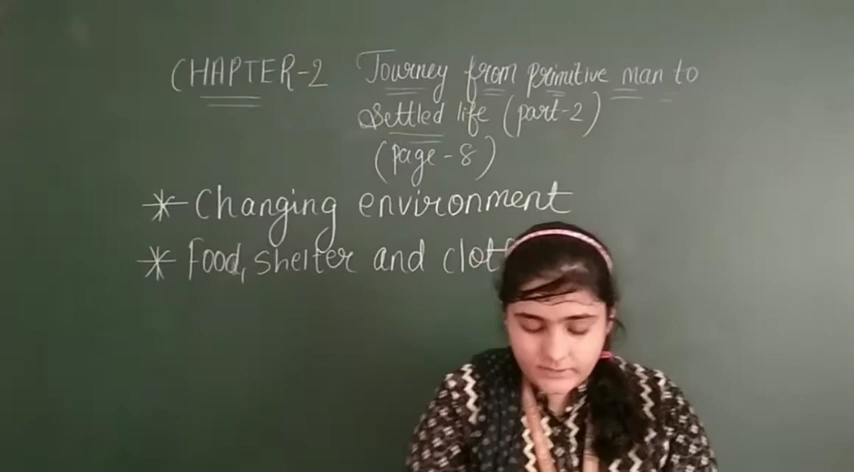 CHAPTER-2 Journey from primitive man to
settled life (part-2)
(page-8)
* Changing environment
* Food, shelter and